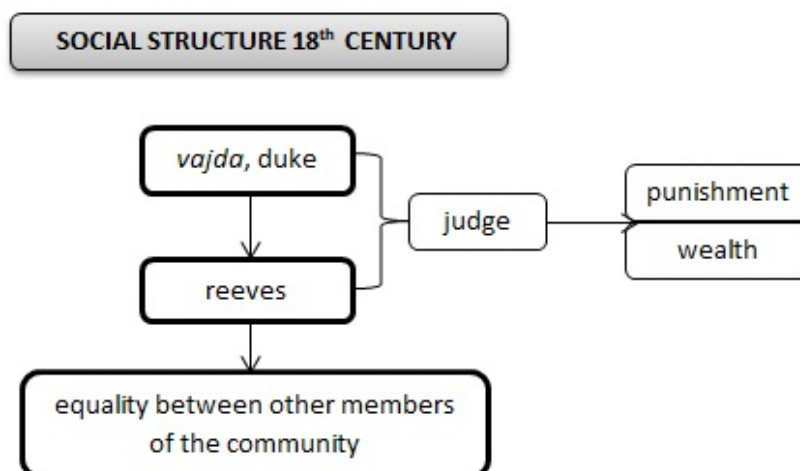 SOCIAL STRUCTURE 18th CENTURY
vajda, duke
reeves
equality between other members
of the community
judge
punishment
wealth